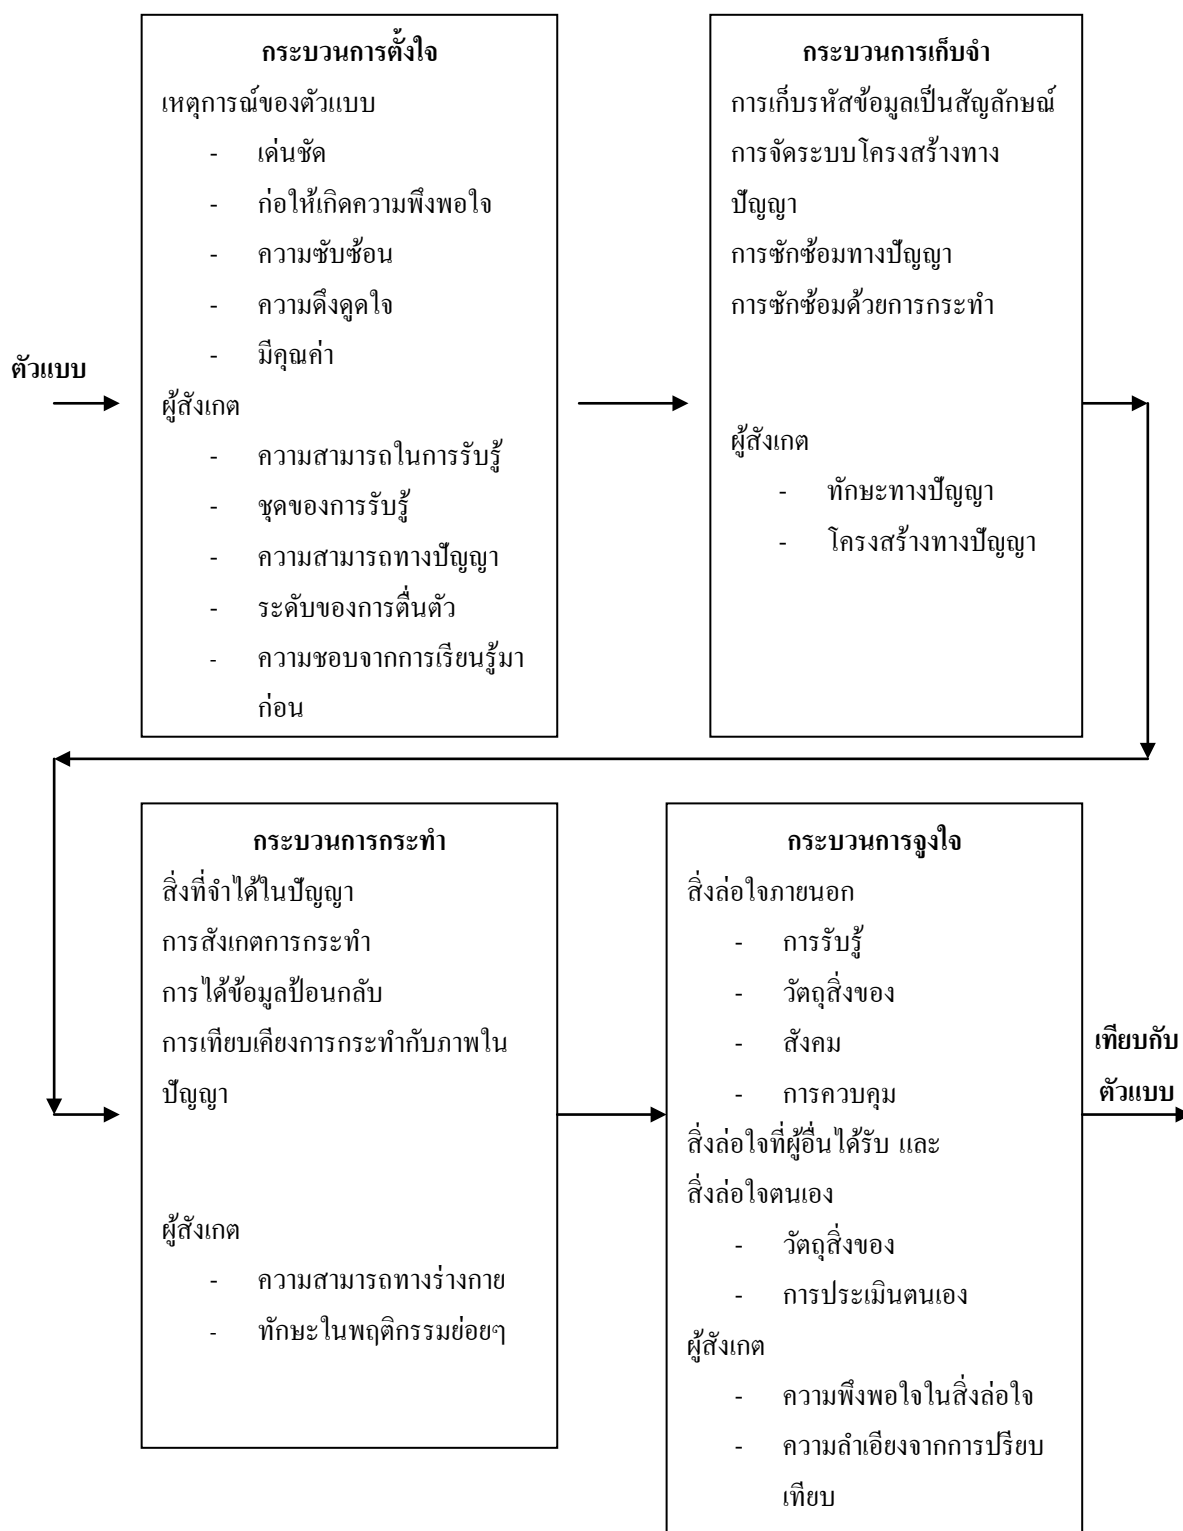 กระบวนการตั้งใจ
เหตุการณ์ของตัวแบบ
- เด่นชัด
- ก่อให้เกิดความพึงพอใจ
- ความซับซ้อน
- ความดึงดูดใจ
- มีคุณค่า
ผู้สังเกต
- ความสามารถในการรับรู้
- ชุดของการรับรู้
- ความสามารถทางปัญญา
- ระดับของการตื่นตัว
- ความชอบจากการเรียนรู้มา
ก่อน
ตัวแบบ
กระบวนการเก็บจำ
การเก็บรหัสข้อมูลเป็นสัญลักษณ์
การจัดระบบโครงสร้างทาง
ปัญญา
การซักซ้อมทางปัญญา
การซักซ้อมด้วยการกระทำ
ผู้สังเกต
- ทักษะทางปัญญา
- โครงสร้างทางปัญญา
กระบวนการกระทำ
สิ่งที่จำได้ในปัญญา
การสังเกตการกระทำ
การได้ข้อมูลป้อนกลับ
การเทียบเคียงการกระทำกับภาพใน
ปัญญา
ผู้สังเกต
- ความสามารถทางร่างกาย
- ทักษะในพฤติกรรมย่อยๆ
กระบวนการจูงใจ
สิ่งล่อใจภายนอก
- การรับรู้
- วัตถุสิ่งของ
- สังคม
- การควบคุม
สิ่งล่อใจที่ผู้อื่นได้รับ และ
สิ่งล่อใจตนเอง
- วัตถุสิ่งของ
- การประเมินตนเอง
ผู้สังเกต
- ความพึงพอใจในสิ่งล่อใจ
- ความลำเอียงจากการปรียบ
เทียบ
เทียบกับ
ตัวแบบ